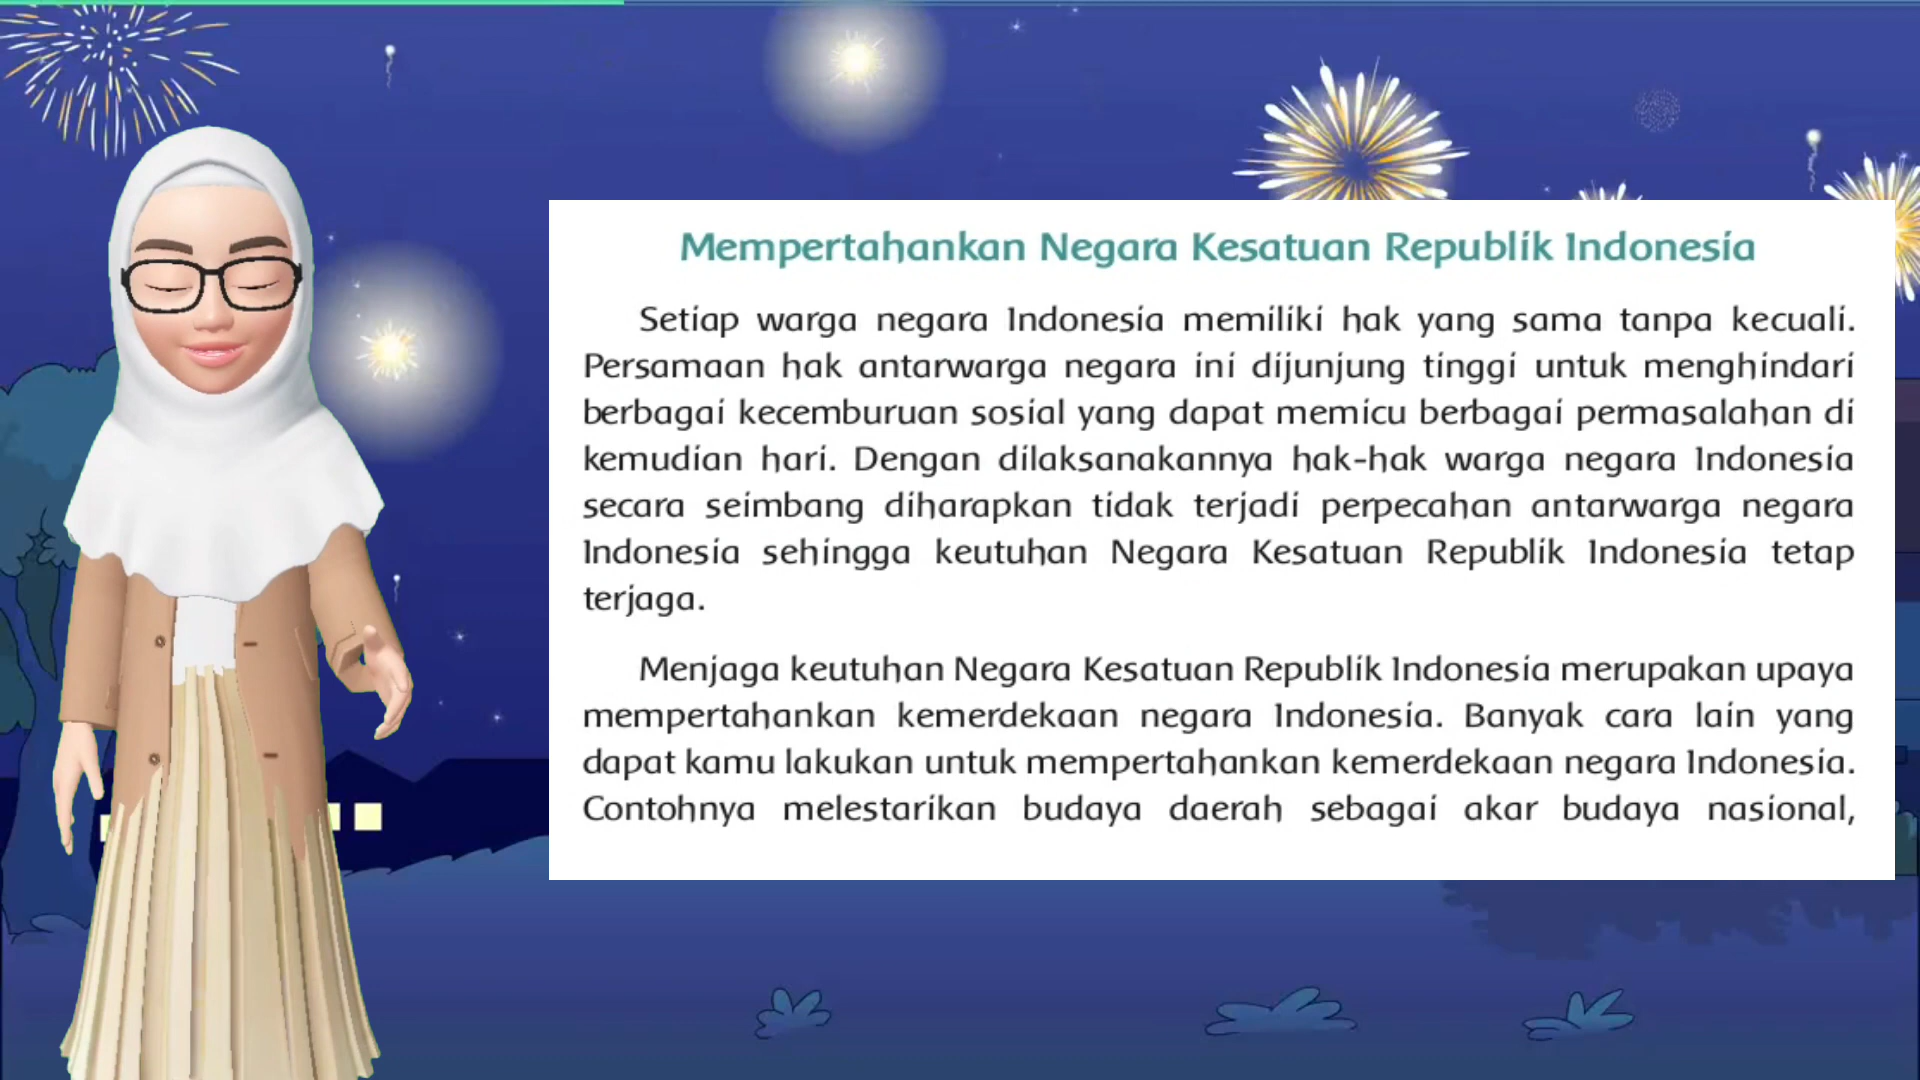 Mempertahankan Negara Kesatuan Republik Indonesia
Setiap warga negara Indonesia memiliki hak yang sama tanpa kecuali.
Persamaan hak antarwarga negara ini dijunjung tinggi untuk menghindari
berbagai kecemburuan sosial yang dapat memicu berbagai permasalahan di
kemudian hari. Dengan dilaksanakannya hak-hak warga negara Indonesia
secara seimbang diharapkan tidak terjadi perpecahan antarwarga negara
Indonesia sehingga keutuhan Negara Kesatuan Republik Indonesia tetap
terjaga.
Menjaga keutuhan Negara Kesatuan Republik Indonesia merupakan upaya
mempertahankan kemerdekaan negara Indonesia. Banyak cara lain yang
dapat kamu lakukan untuk mempertahankan kemerdekaan negara Indonesia.
Contohnya melestarikan budaya daerah sebagai akar budaya nasional,